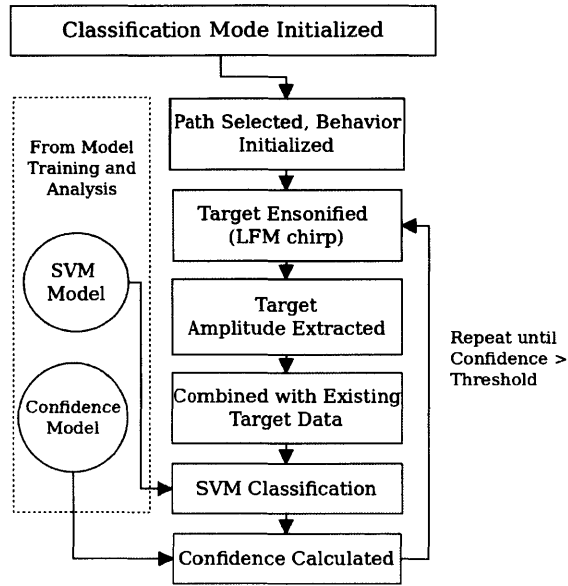 Classification Mode Initialized
Path Selected, Behavior
Initialized
From Model
Training and
Analysis
Target Ensonified
(LFM chirp)
SVM
Model
Target
Amplitude Extracted
Repeat until
Confidence >
Threshold
Confidence
Model
Combined with Existing
Target Data
SVM Classification
Confidence Calculated